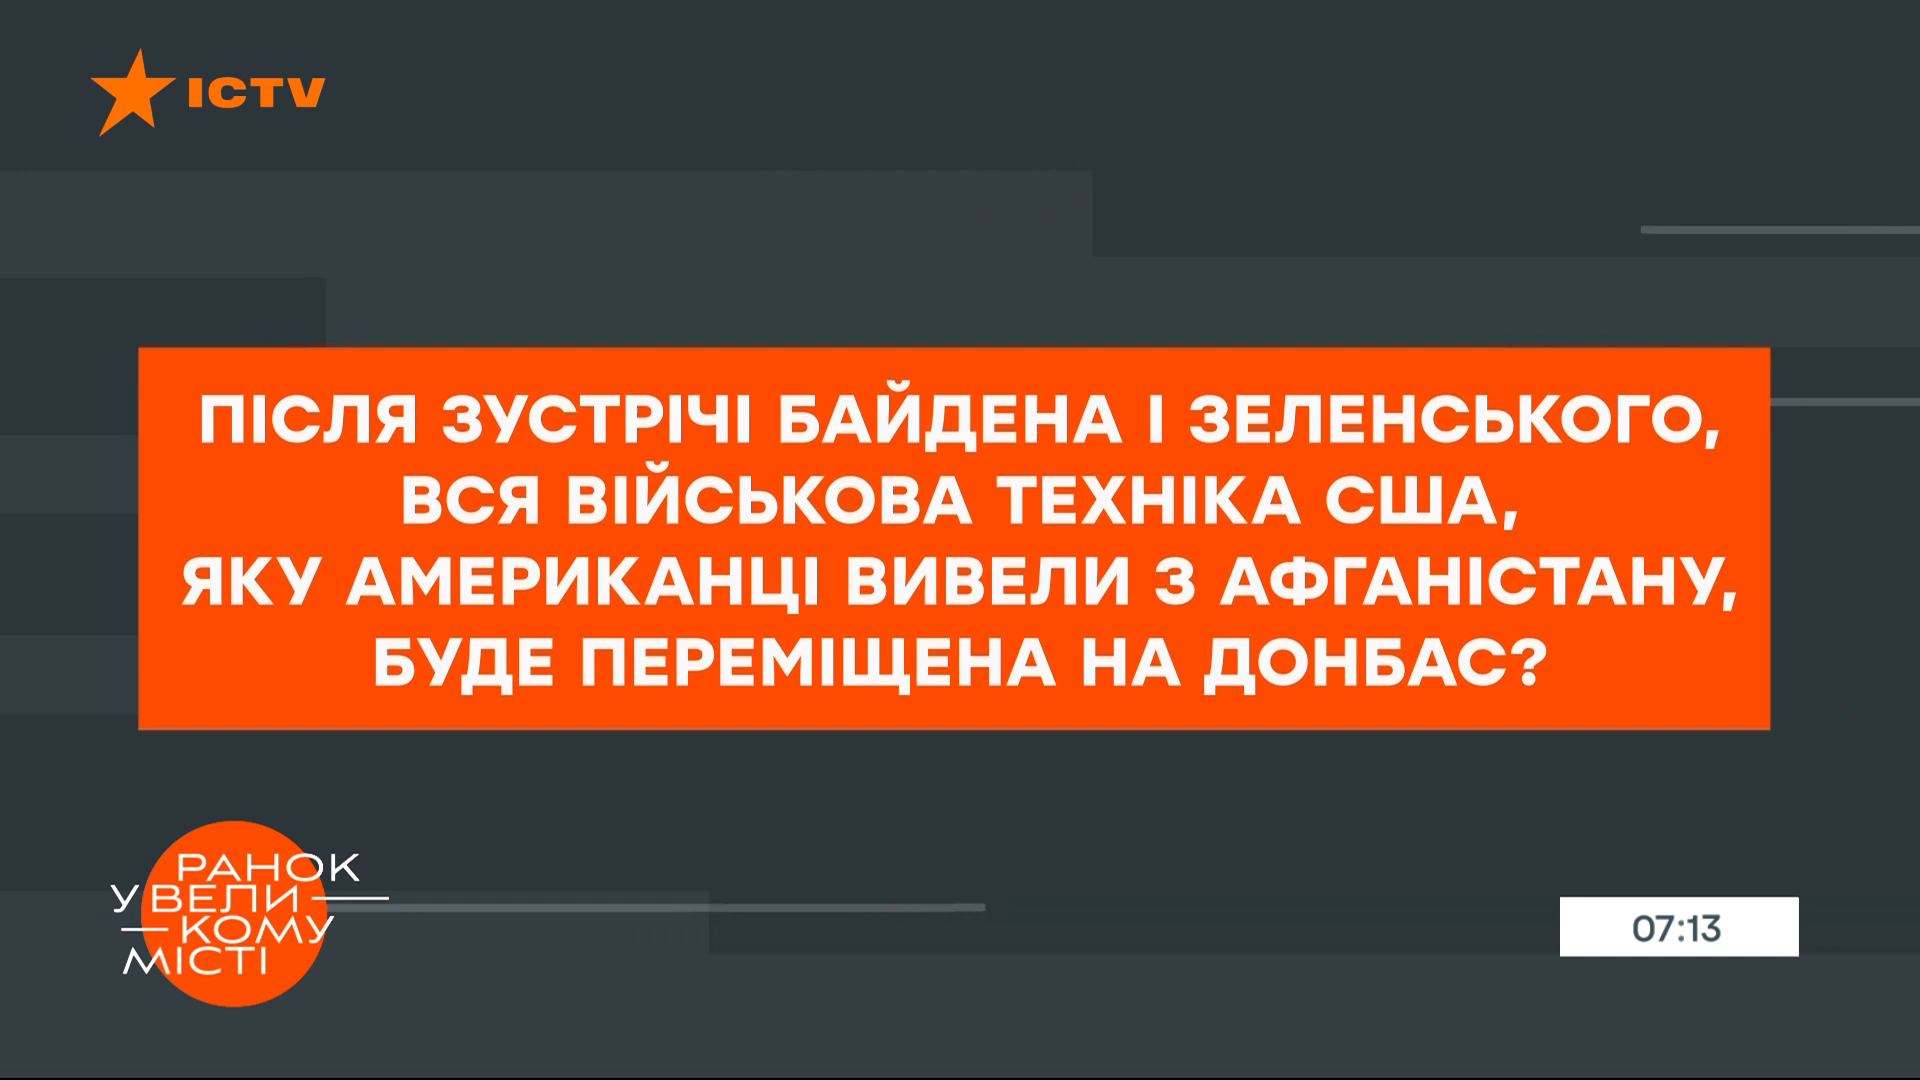 ICTV
ПІСЛЯ ЗУСТРІЧІ БАЙДЕНА І ЗЕЛЕНСЬКОГО,
ВСЯ ВІЙСЬКОВА ТЕХНІКА США,
ЯКУ АМЕРИКАНЦІ ВИВЕЛИ З АФГАНІСТАНУ,
БУДЕ ПЕРЕМІЩЕНА НА ДОНБАС?
РАНОК
У ВЕЛИ
КОМУ
МІСТІ
07:13